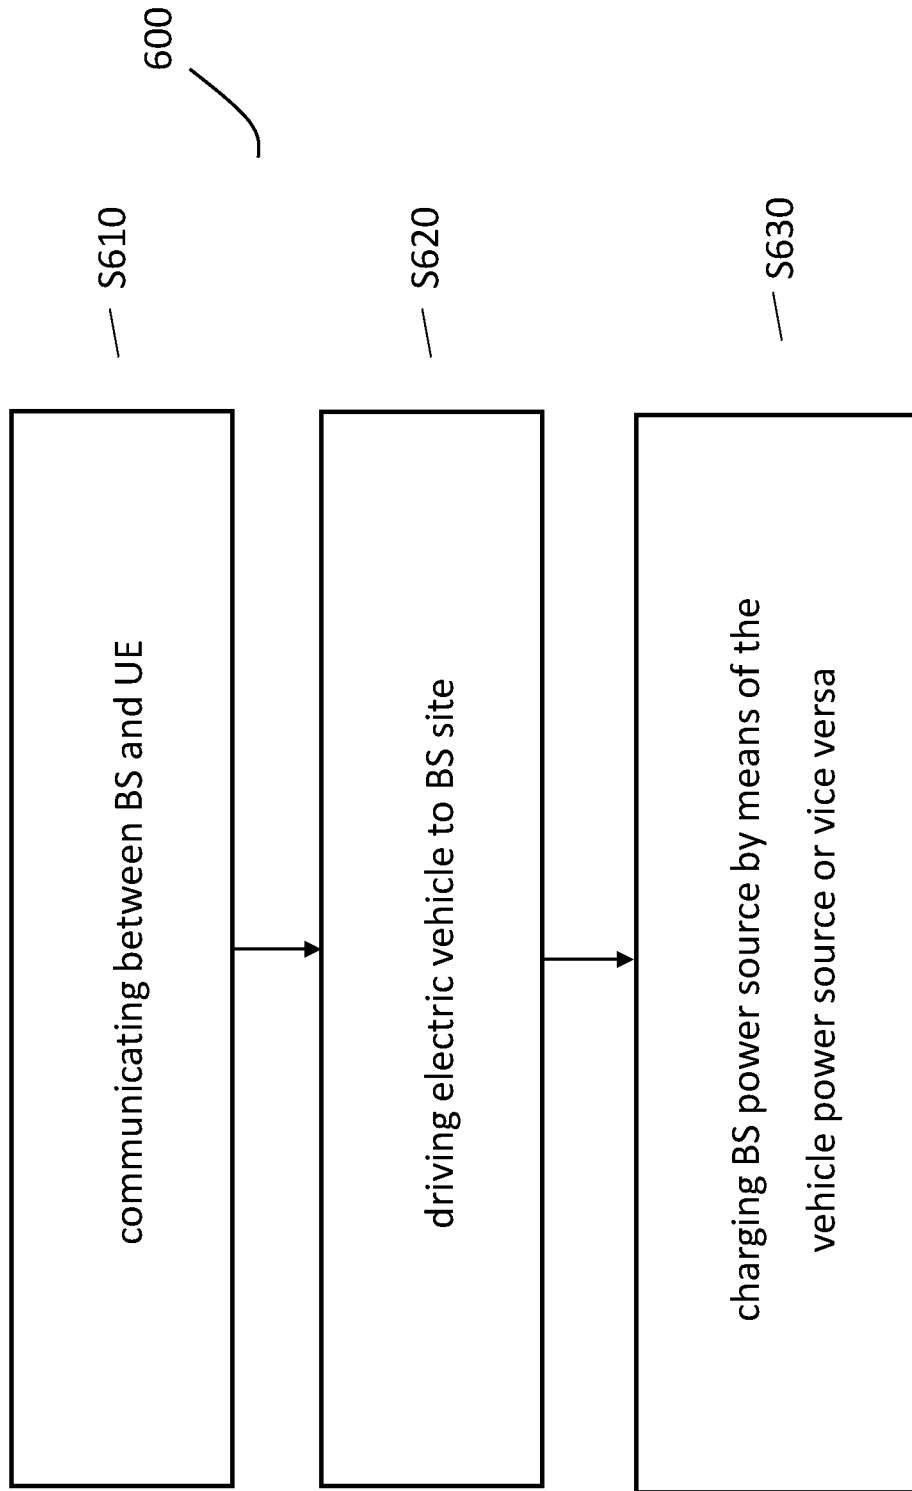 600
communicating between BS and UE
S610
driving electric vehicle to BS site
S620
charging BS power source by means of the
vehicle power source or vice versa
S630